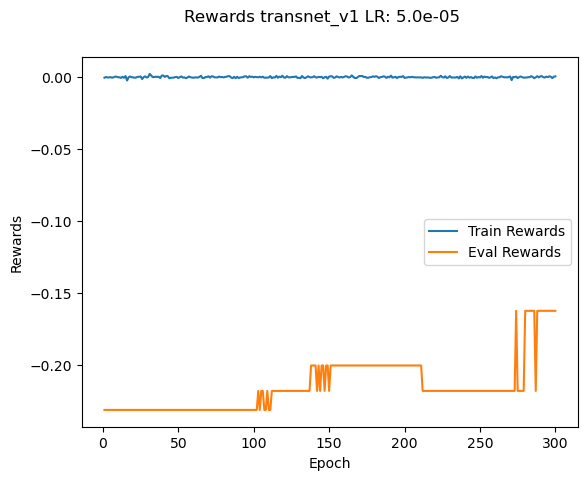 Rewards transnet_v1 LR: 5.0e-05
0.00
−0.05
−0.10
−0.15
−0.20
Rewards
Train Rewards
Eval Rewards
0 50 100 150 200 250 300
Epoch